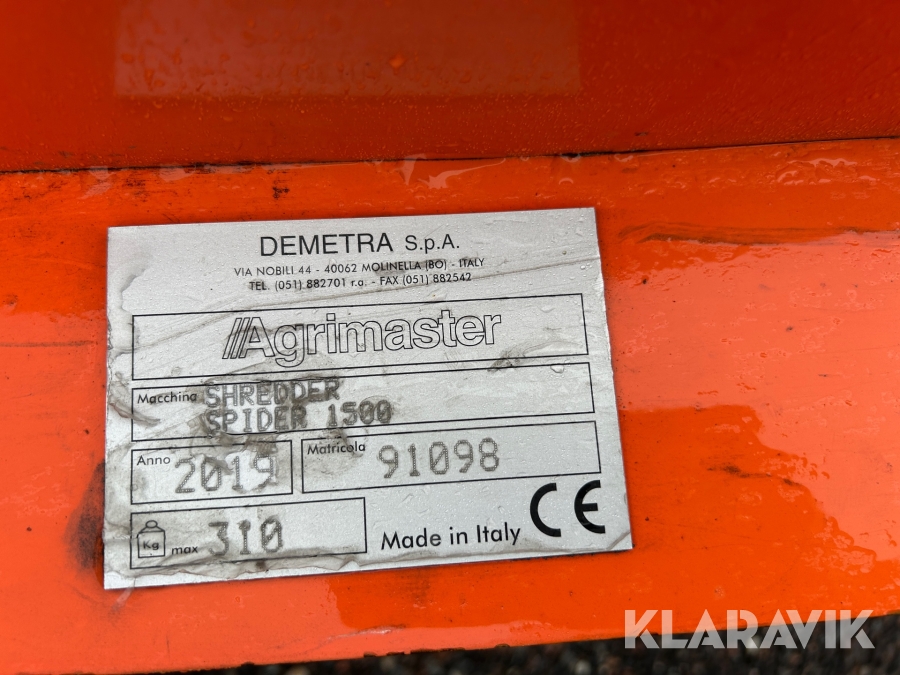 DEMETRA S.p.A.
VIA NOBILI 44 - 40062 MOLINELLA (BO) - ITALY
TEL. (051) 882701 r.a. - FAX (051) 882542
Agrimaster
Macchina SHREDDER
SPIDER 1500
Anno 2019 Matricola 91098
Kg max 310 Made in Italy CE
KLARAVIK